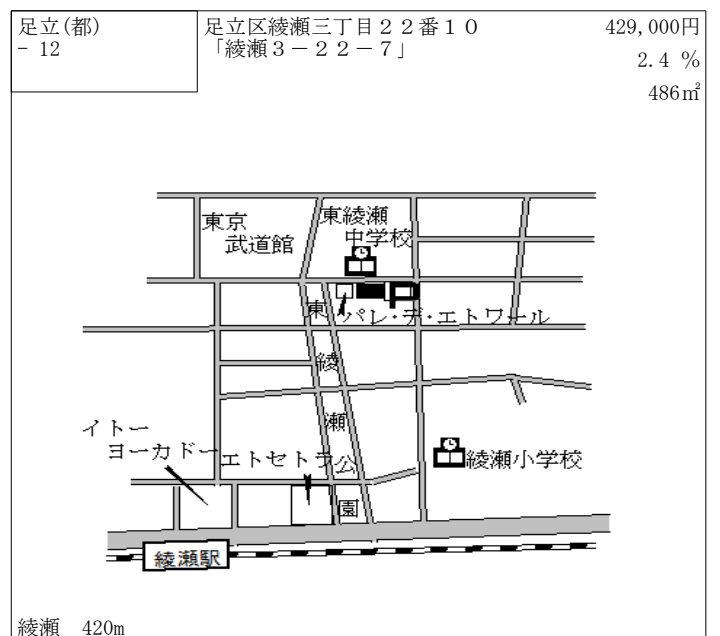 足立(都)
- 12
足立区綾瀬三丁目２２番１０
「綾瀬３－２２－７」
429,000円
2.4 %
486㎡
東京
武道館
東綾瀬
中学校
パレ・デ・エトワール
東
綾
瀬
公
園
イトー
ヨーカドー
エトセトラ
綾瀬小学校
綾瀬駅
綾瀬　420m